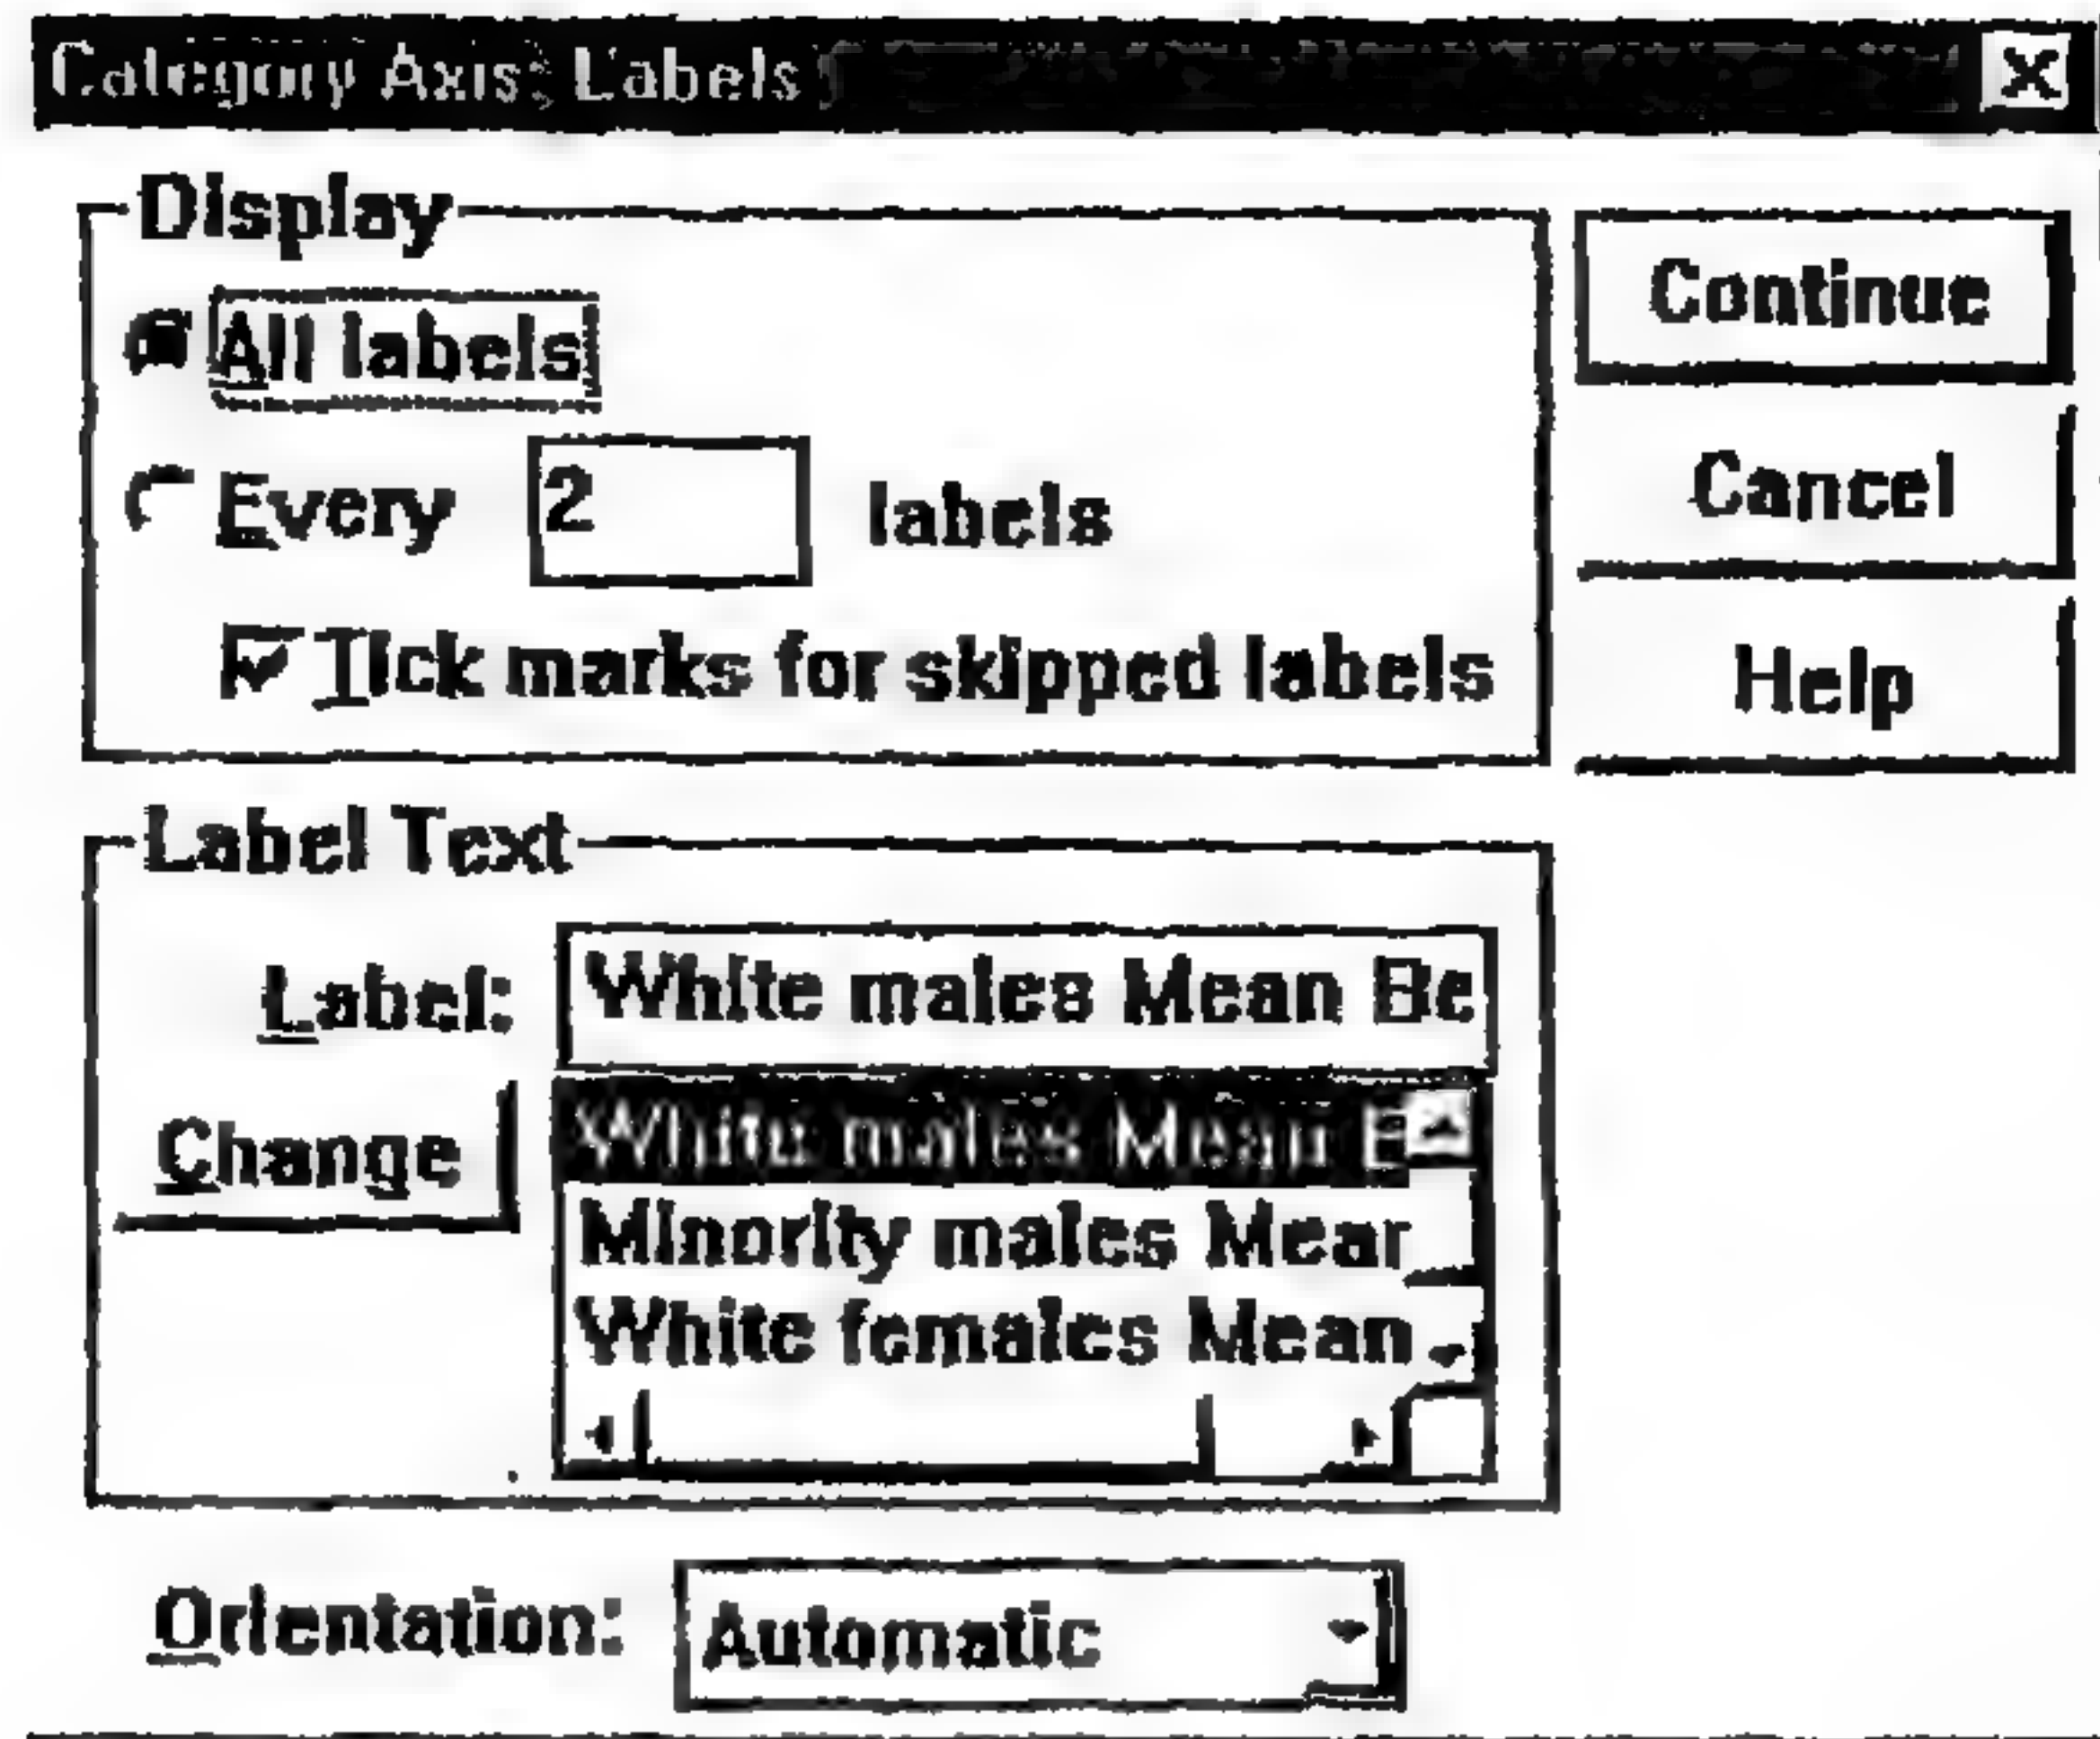 Category Axis: Labels
Display
All labels
Every 2 labels
Tick marks for skipped labels
Continue
Cancel
Help
Label Text
Label: White males Mean Be
Change
White males Mean
Minority males Mear
White females Mean
Orientation: Automatic